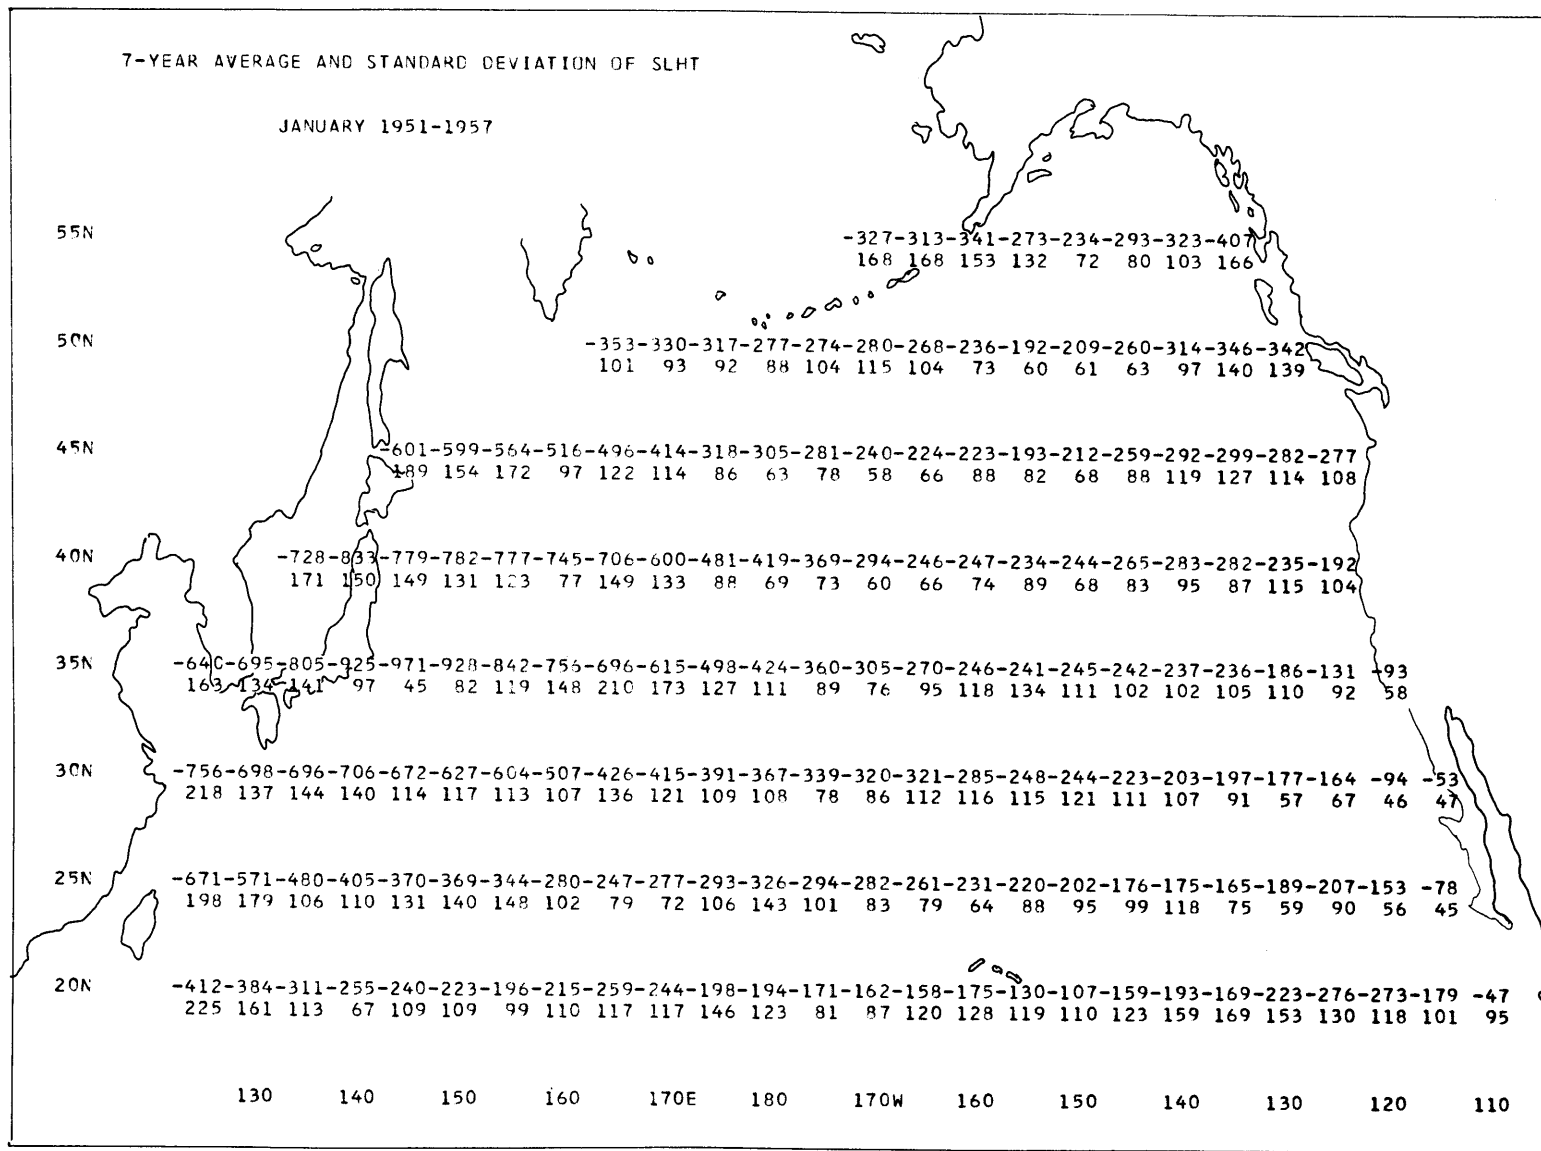 7-YEAR AVERAGE AND STANDARD DEVIATION OF SLHT
JANUARY 1951-1957
55N -327-313-341-273-234-293-323-407
168 168 153 132 72 80 103 166
50N -353-330-317-277-274-280-268-236-192-209-260-314-346-342
101 93 92 88 104 115 104 73 60 61 63 97 140 139
45N -601-599-564-516-496-414-318-305-281-240-224-223-193-212-259-292-299-282-277
189 154 172 97 122 114 86 63 78 58 66 88 82 68 88 119 127 114 108
40N -728-833-779-782-777-745-706-600-481-419-369-294-246-247-234-244-265-283-282-235-192
171 150 149 131 123 77 149 133 88 69 73 60 66 74 89 68 83 95 87 115 104
35N -640-695-805-925-971-928-842-756-696-615-498-424-360-305-270-246-241-245-242-237-236-186-131 -93
163 134 141 97 45 82 119 148 210 173 127 111 89 76 95 118 134 111 102 102 105 110 92 58
30N -756-698-696-706-672-627-604-507-426-415-391-367-339-320-321-285-248-244-223-203-197-177-164 -94 -53
218 137 144 140 114 117 113 107 136 121 109 108 78 86 112 116 115 121 111 107 91 57 67 46 47
25N -671-571-480-405-370-369-344-280-247-277-293-326-294-282-261-231-220-202-176-175-165-189-207-153 -78
198 179 106 110 131 140 148 102 79 72 106 143 101 83 79 64 88 95 99 118 75 59 90 56 45
20N -412-384-311-255-240-223-196-215-259-244-198-194-171-162-158-175-130-107-159-193-169-223-276-273-179 -47
225 161 113 67 109 109 99 110 117 117 146 123 81 87 120 128 119 110 123 159 169 153 130 118 101 95
130 140 150 160 170E 180 170W 160 150 140 130 120 110